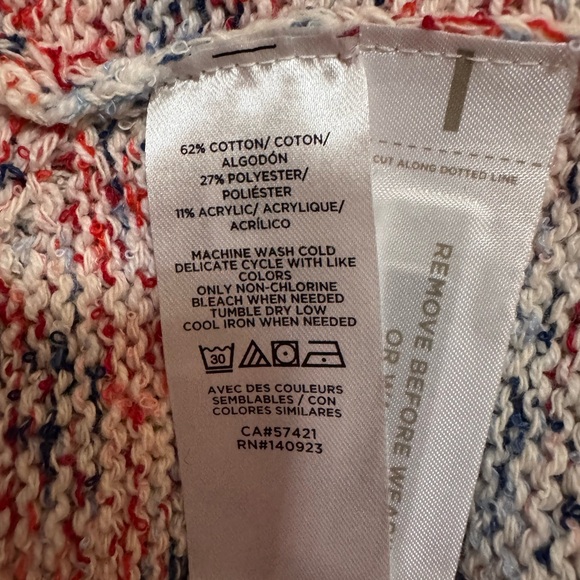 62% COTTON/ COTON/
ALGODÓN
27% POLYESTER/
POLIÉSTER
11% ACRYLIC/ ACRYLIQUE/
ACRÍLICO
MACHINE WASH COLD
DELICATE CYCLE WITH LIKE
COLORS
ONLY NON-CHLORINE
BLEACH WHEN NEEDED
TUMBLE DRY LOW
COOL IRON WHEN NEEDED
30
AVEC DES COULEURS
SEMBLABLES / CON
COLORES SIMILARES
CA#57421
RN#140923
CUT ALONG DOTTED LINE
REMOVE BEFORE
OR